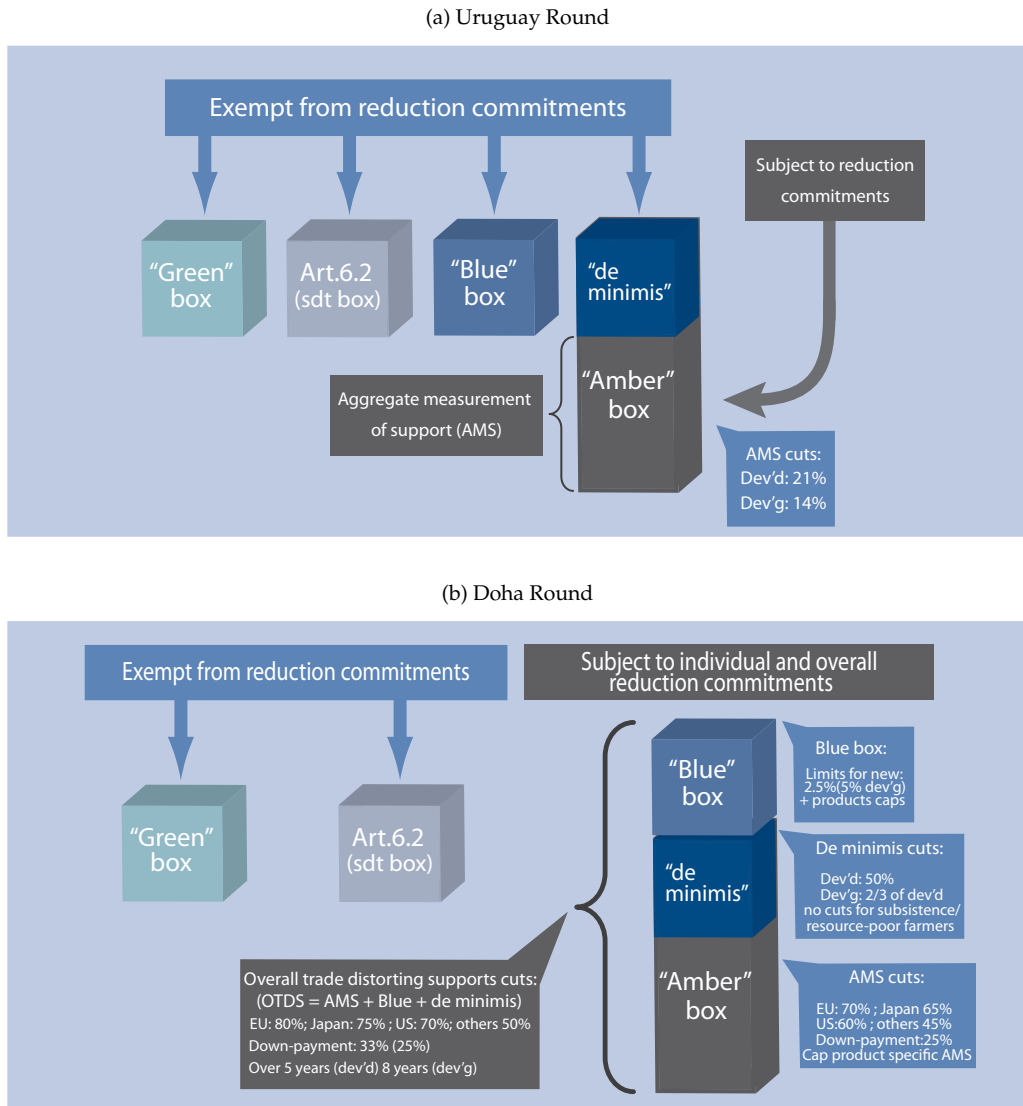 (a) Uruguay Round
Exempt from reduction commitments
Subject to reduction
commitments
“Green”
box
Art.6.2
(sdt box)
“Blue”
box
“de
minimis”
“Amber”
box
Aggregate measurement
of support (AMS)
AMS cuts:
Dev’d: 21%
Dev’g: 14%
(b) Doha Round
Exempt from reduction commitments
Subject to individual and overall
reduction commitments
“Green”
box
Art.6.2
(sdt box)
“Blue”
box
Blue box:
Limits for new:
2.5%(5% dev’g)
+ products caps
“de
minimis”
De minimis cuts:
Dev’d: 50%
Dev’g: 2/3 of dev’d
no cuts for subsistence/
resource-poor farmers
“Amber”
box
AMS cuts:
EU: 70% ; Japan 65%
US:60% ; others 45%
Down-payment:25%
Cap product specific AMS
Overall trade distorting supports cuts:
(OTDS = AMS + Blue + de minimis)
EU: 80%; Japan: 75% ; US: 70%; others 50%
Down-payment: 33% (25%)
Over 5 years (dev’d) 8 years (dev’g)